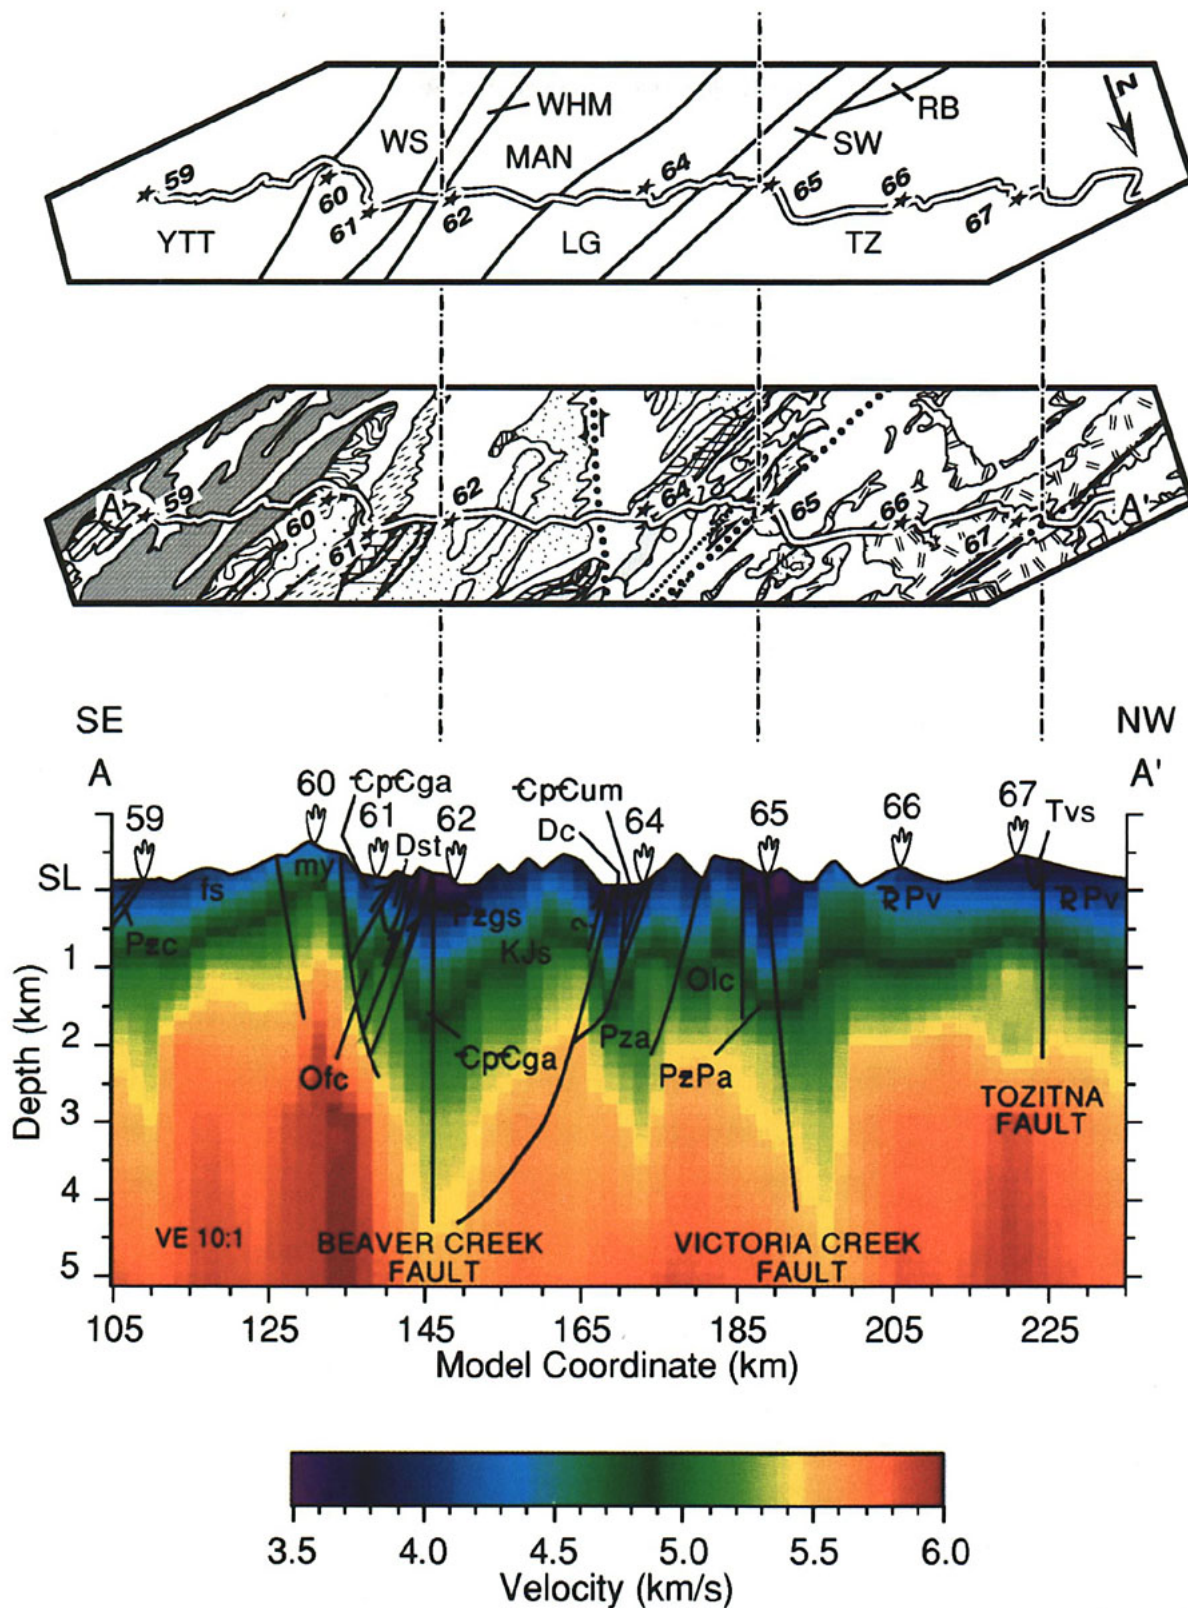 WHM
RB
WS
MAN
SW
N
59
60
61
62
64
65
66
67
YTT
LG
TZ
A
59
60
61
62
64
65
66
67
A'
SE
NW
A
A'
59
60
ꞒpꞒga
61
Dst
62
ꞒpꞒum
Dc
64
65
66
67
Tvs
SL
fs
my
Pzgs
KJs
?
Pzc
Olc
Pza
PzPa
ꞒpꞒga
Ofc
ƦPv
ƦPv
TOZITNA
FAULT
1
2
3
4
5
Depth (km)
VE 10:1
BEAVER CREEK
FAULT
VICTORIA CREEK
FAULT
105 125 145 165 185 205 225
Model Coordinate (km)
3.5 4.0 4.5 5.0 5.5 6.0
Velocity (km/s)